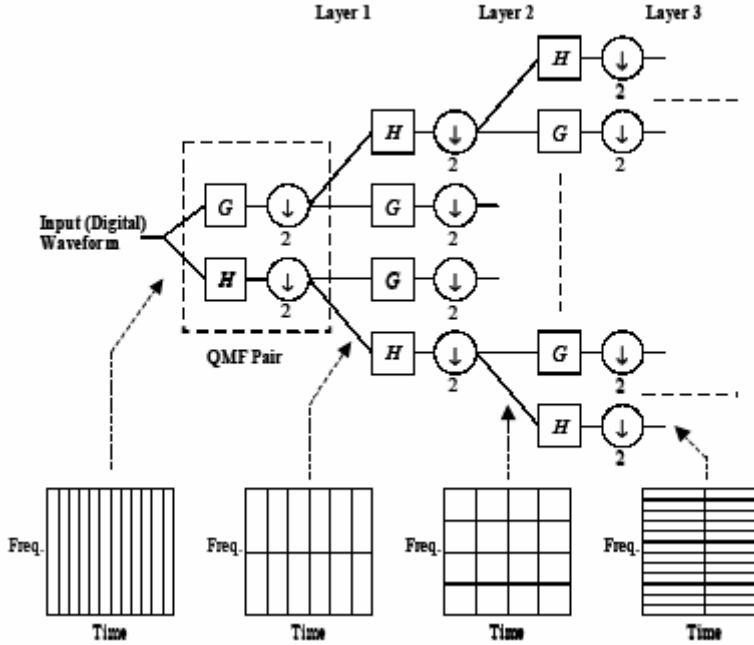 Layer 1 Layer 2 Layer 3
H ↓ 2
H ↓ 2 G ↓ 2
G ↓ 2 G ↓ 2
Input (Digital)
Waveform
H ↓ 2 G ↓ 2
QMF Pair
H ↓ 2 G ↓ 2
H ↓ 2
Freq. Freq. Freq. Freq.
Time Time Time Time